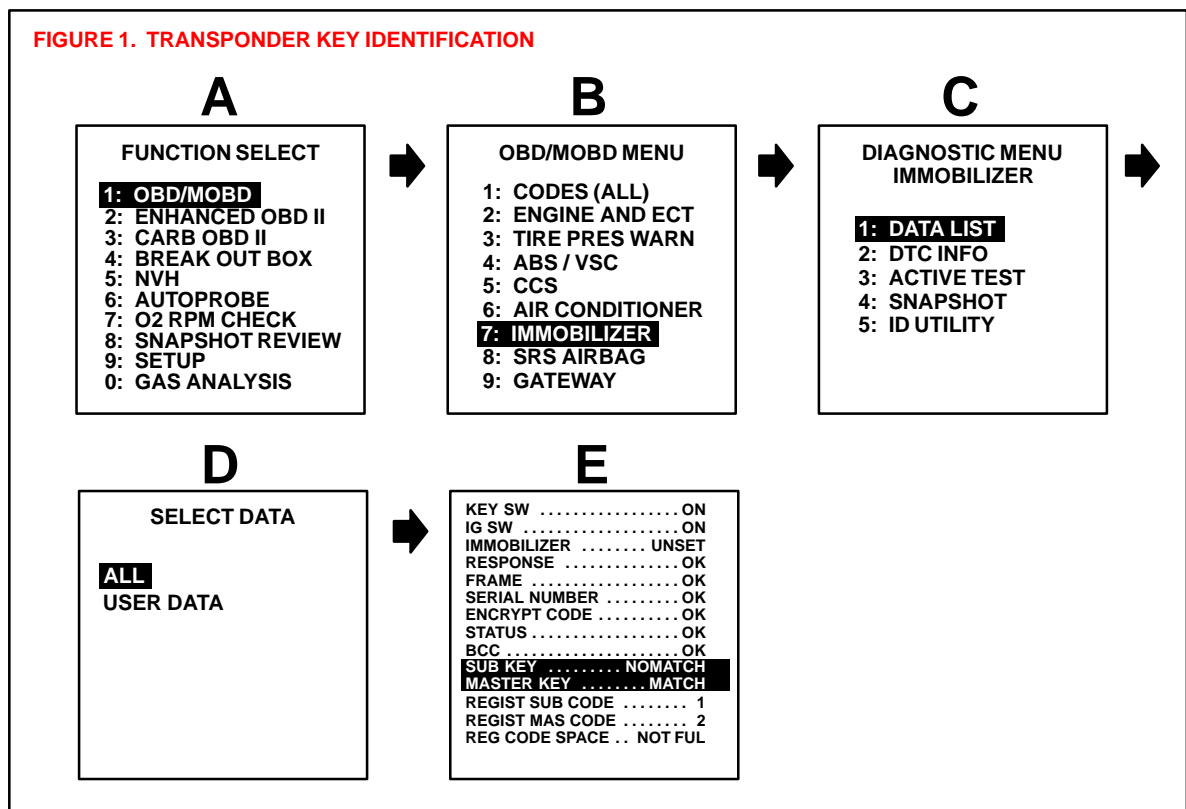 FIGURE 1. TRANSPONDER KEY IDENTIFICATION
A
FUNCTION SELECT
1: OBD/MOBD
2: ENHANCED OBD II
3: CARB OBD II
4: BREAK OUT BOX
5: NVH
6: AUTOPROBE
7: O2 RPM CHECK
8: SNAPSHOT REVIEW
9: SETUP
0: GAS ANALYSIS
B
OBD/MOBD MENU
1: CODES (ALL)
2: ENGINE AND ECT
3: TIRE PRES WARN
4: ABS / VSC
5: CCS
6: AIR CONDITIONER
7: IMMOBILIZER
8: SRS AIRBAG
9: GATEWAY
C
DIAGNOSTIC MENU
IMMOBILIZER
1: DATA LIST
2: DTC INFO
3: ACTIVE TEST
4: SNAPSHOT
5: ID UTILITY
D
SELECT DATA
ALL
USER DATA
E
KEY SW . . . . . . . . . . . . . . . . . ON
IG SW . . . . . . . . . . . . . . . . . . . ON
IMMOBILIZER . . . . . . . . UNSET
RESPONSE . . . . . . . . . . . . . . OK
FRAME . . . . . . . . . . . . . . . . . . OK
SERIAL NUMBER . . . . . . . . . OK
ENCRYPT CODE . . . . . . . . . . OK
STATUS . . . . . . . . . . . . . . . . . . OK
BCC . . . . . . . . . . . . . . . . . . . . . OK
SUB KEY . . . . . . . . . NOMATCH
MASTER KEY . . . . . . . . MATCH
REGIST SUB CODE . . . . . . . . 1
REGIST MAS CODE . . . . . . . . 2
REG CODE SPACE . . NOT FUL